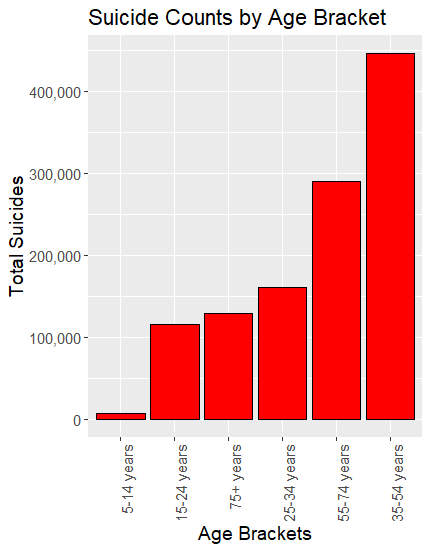 Suicide Counts by Age Bracket
Total Suicides
400,000
300,000
200,000
100,000
0
5-14 years
15-24 years
75+ years
25-34 years
55-74 years
35-54 years
Age Brackets